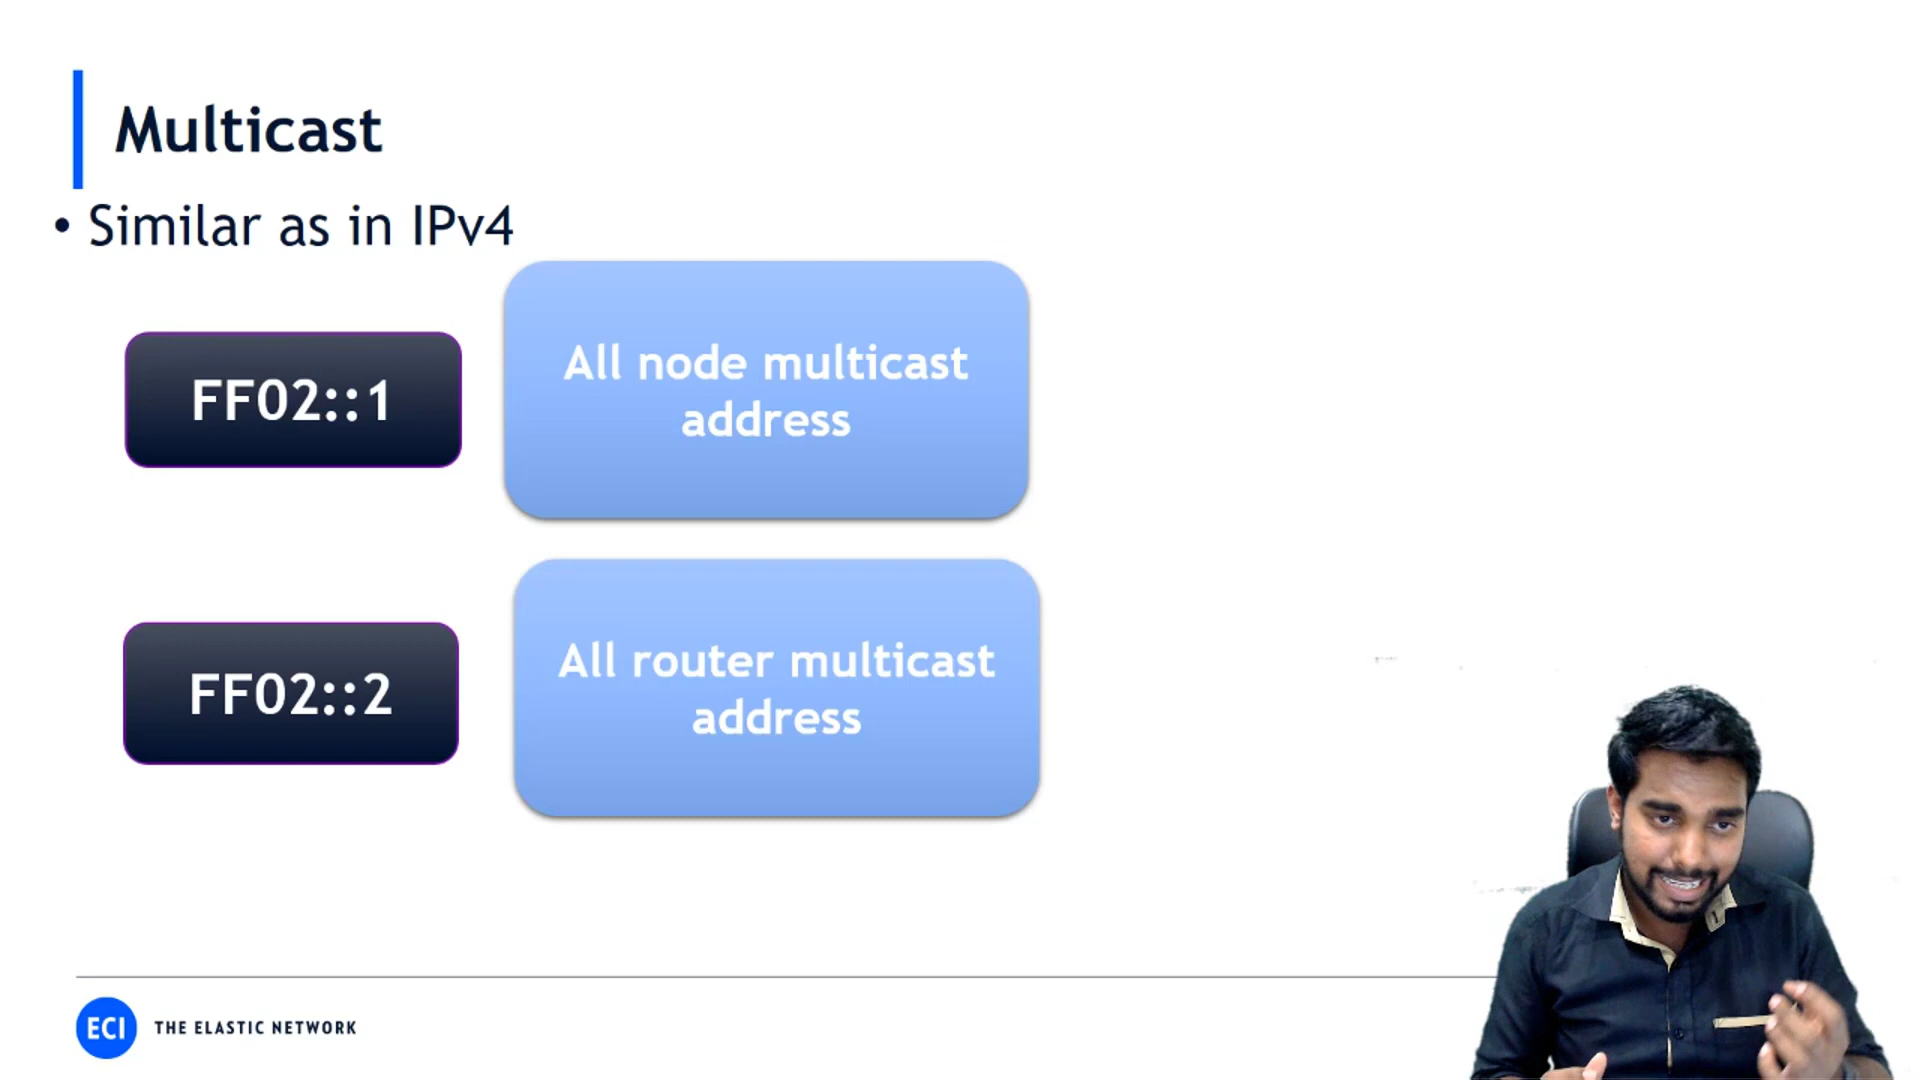 Multicast
• Similar as in IPv4
FF02::1
All node multicast
address
FF02::2
All router multicast
address
ECI
THE ELASTIC NETWORK